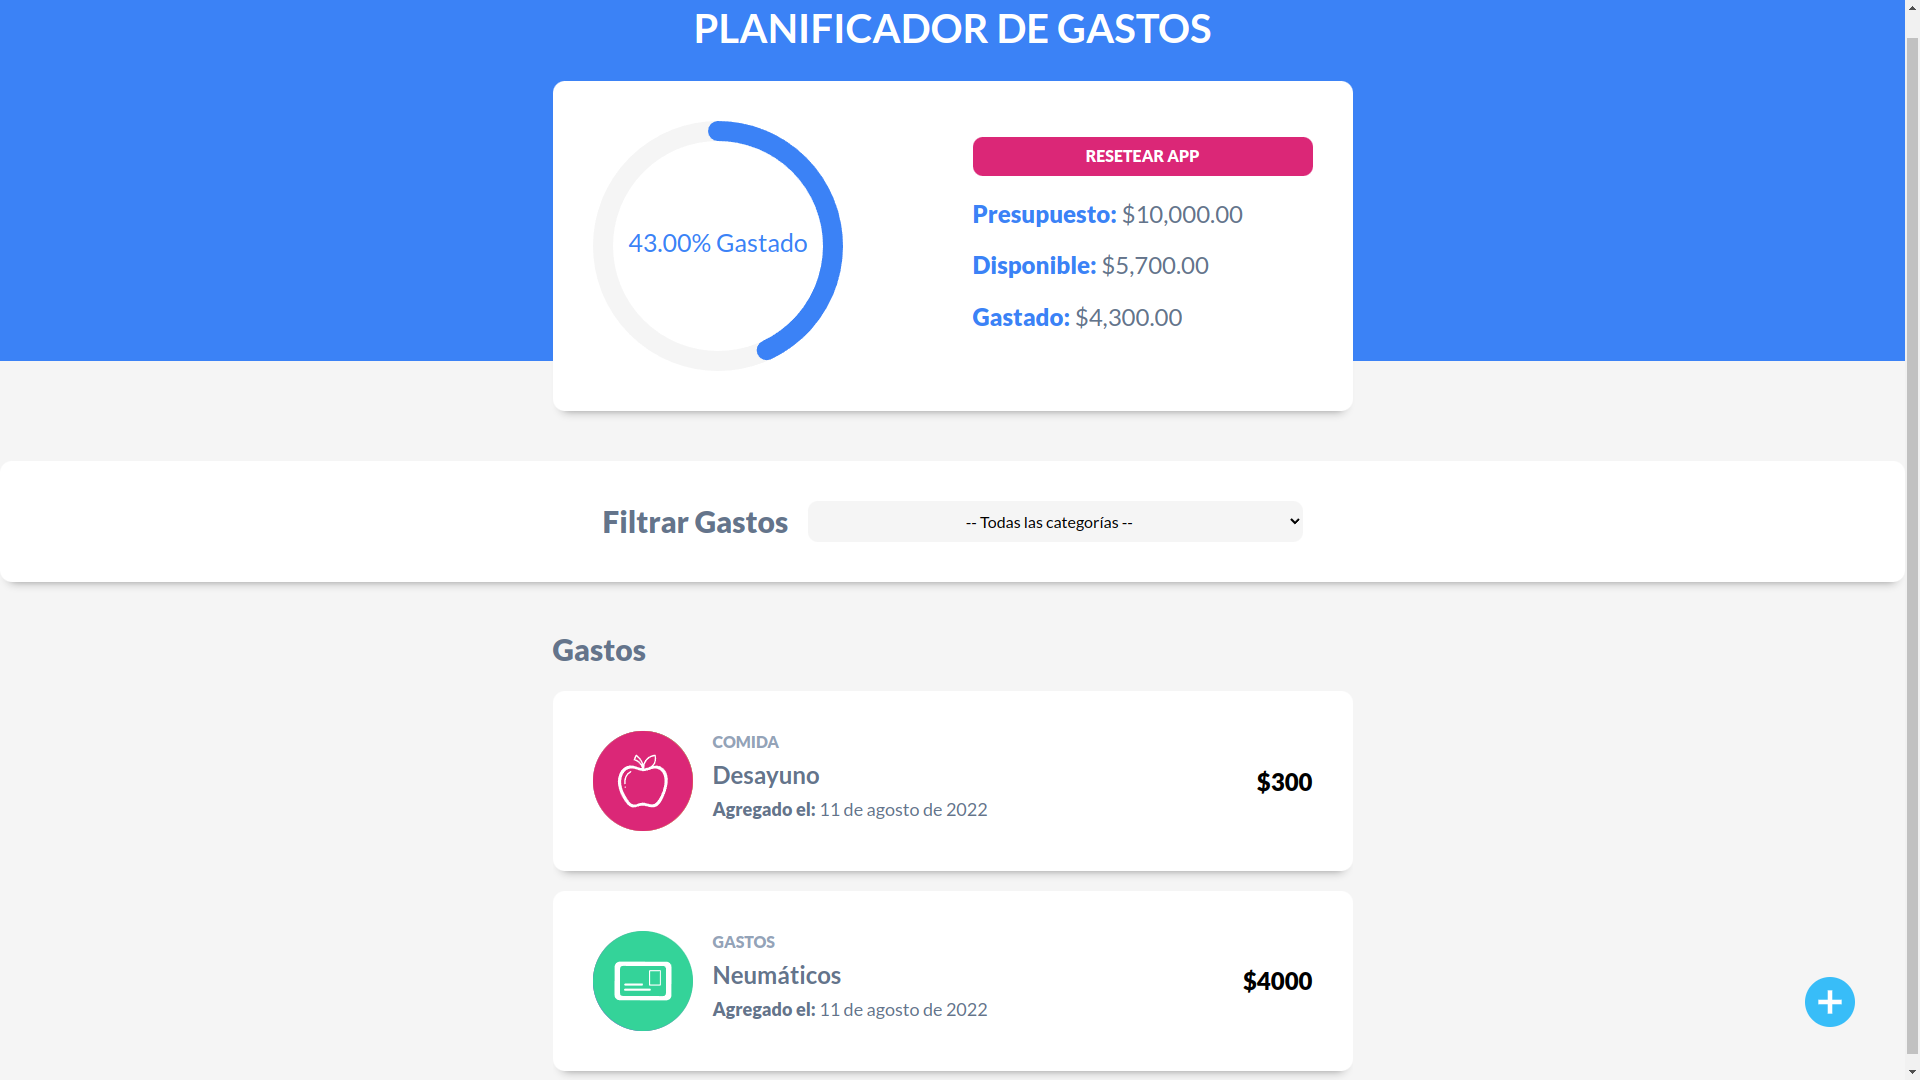 PLANIFICADOR DE GASTOS
43.00% Gastado
RESETEAR APP
Presupuesto: $10,000.00
Disponible: $5,700.00
Gastado: $4,300.00
Filtrar Gastos
-- Todas las categorías --
Gastos
COMIDA
Desayuno
Agregado el: 11 de agosto de 2022
$300
GASTOS
Neumáticos
Agregado el: 11 de agosto de 2022
$4000